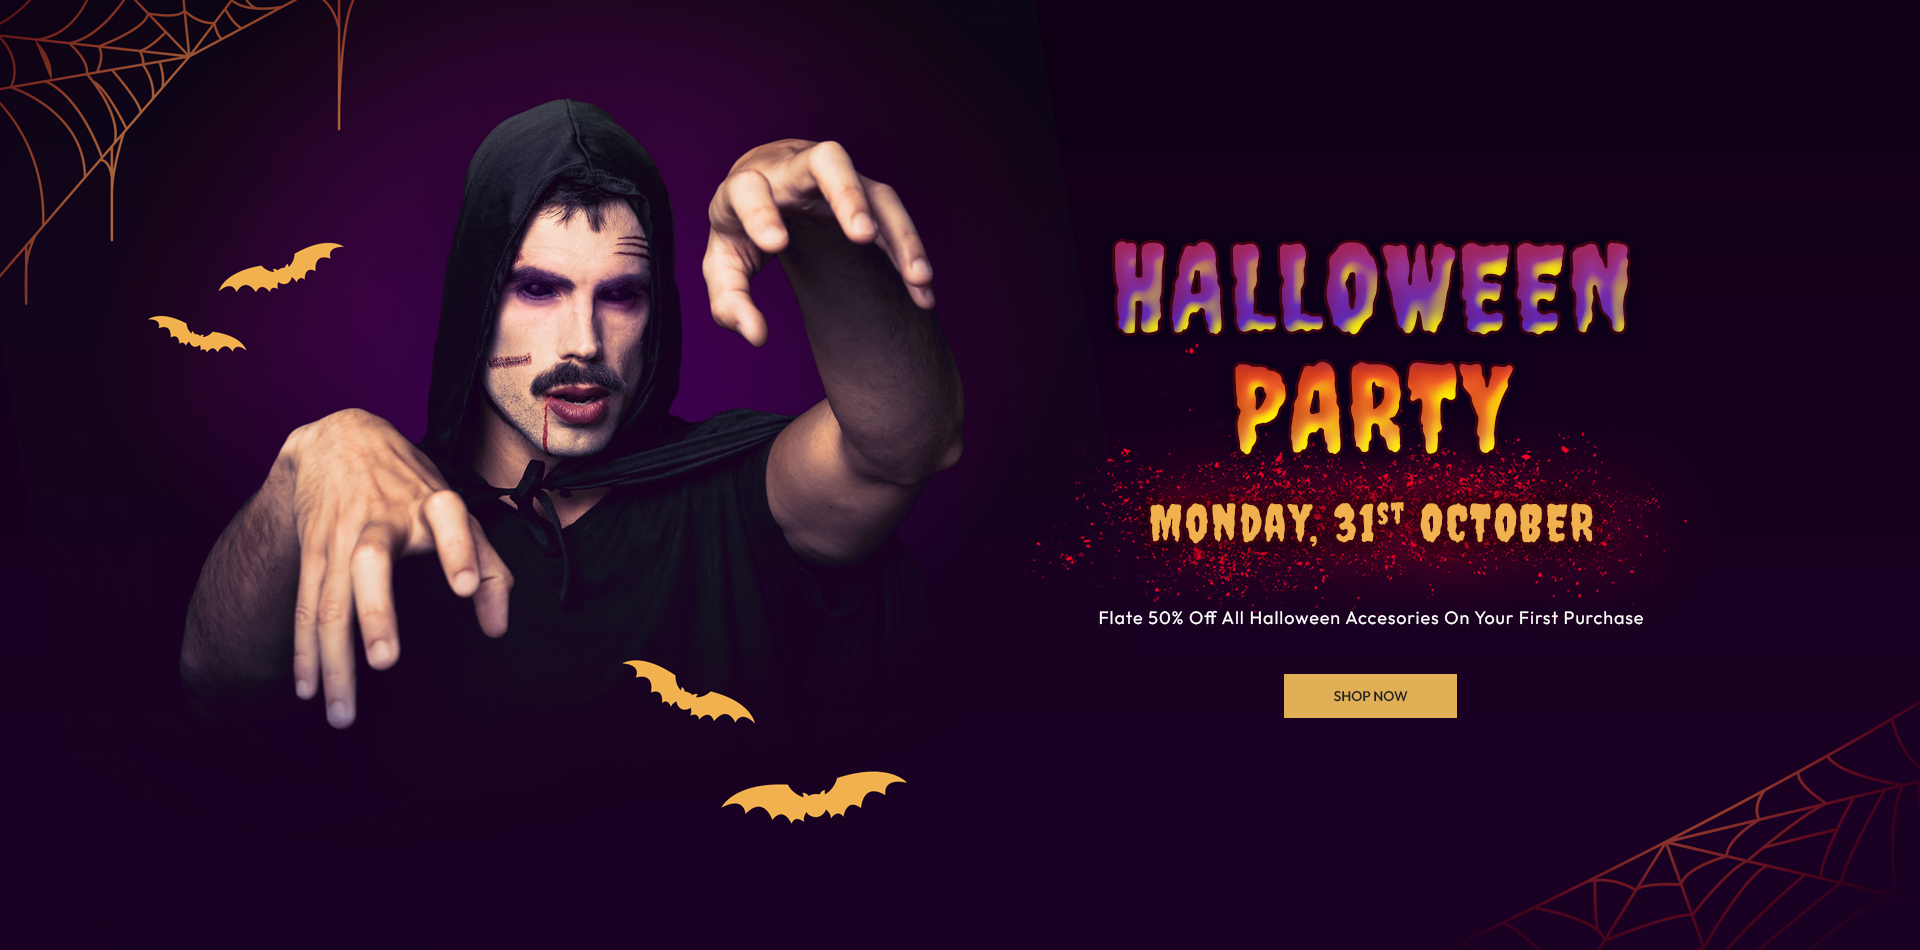 HALLOWEEN
PARTY
MONDAY, 31ST OCTOBER
Flate 50% Off All Halloween Accesories On Your First Purchase
SHOP NOW